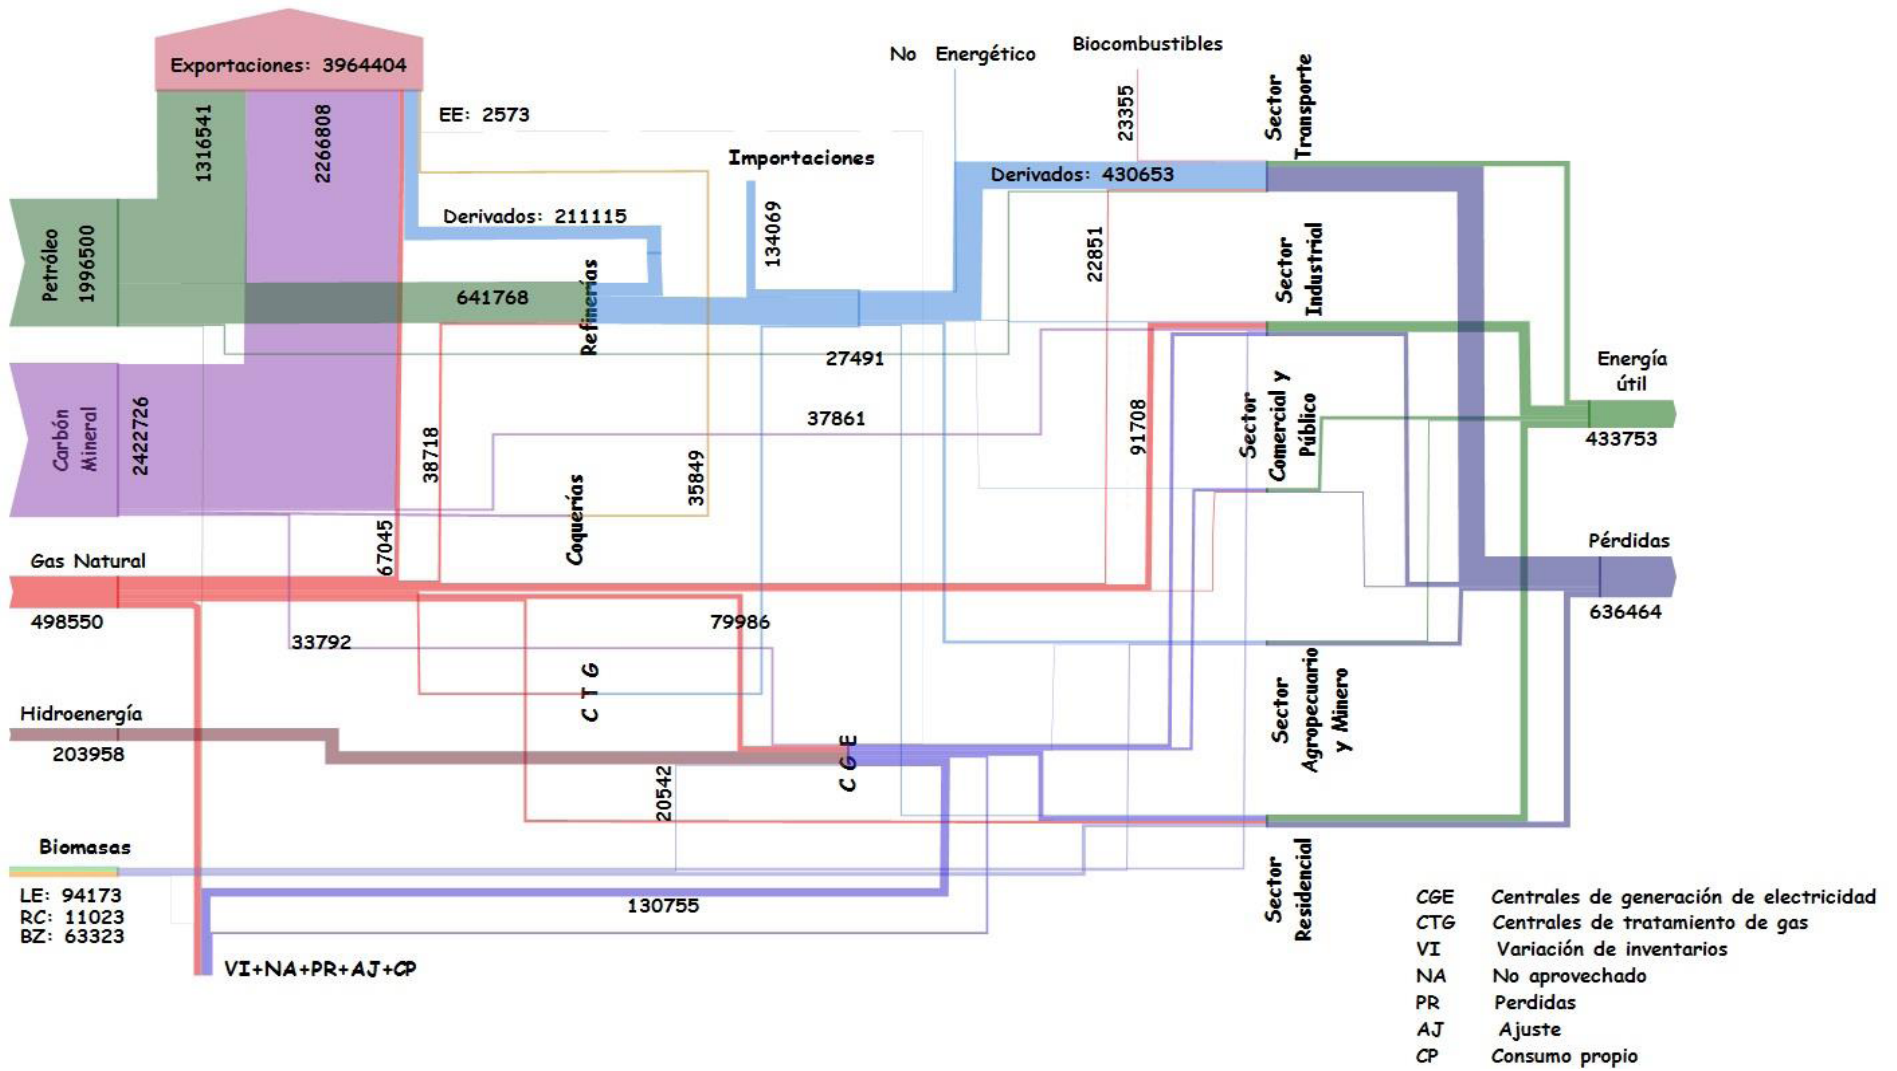 Exportaciones: 3964404
No Energético
Biocombustibles
Sector
Transporte
23355
1316541
2266808
EE: 2573
Importaciones
Derivados: 430653
Petróleo
1996500
Derivados: 211115
134069
22851
Sector
Industrial
Refinerías
641768
27491
Energía
útil
433753
Carbón
Mineral
2422726
38718
37861
91708
35849
Sector
Comercial y
Público
Coquerías
67045
Gas Natural
498550
Pérdidas
636464
79986
33792
C T G
Sector
Agropecuario
y Minero
Hidroenergía
203958
20542
C G E
Biomasas
LE: 94173
RC: 11023
BZ: 63323
130755
Sector
Residencial
VI+NA+PR+AJ+CP
CGE Centrales de generación de electricidad
CTG Centrales de tratamiento de gas
VI Variación de inventarios
NA No aprovechado
PR Perdidas
AJ Ajuste
CP Consumo propio